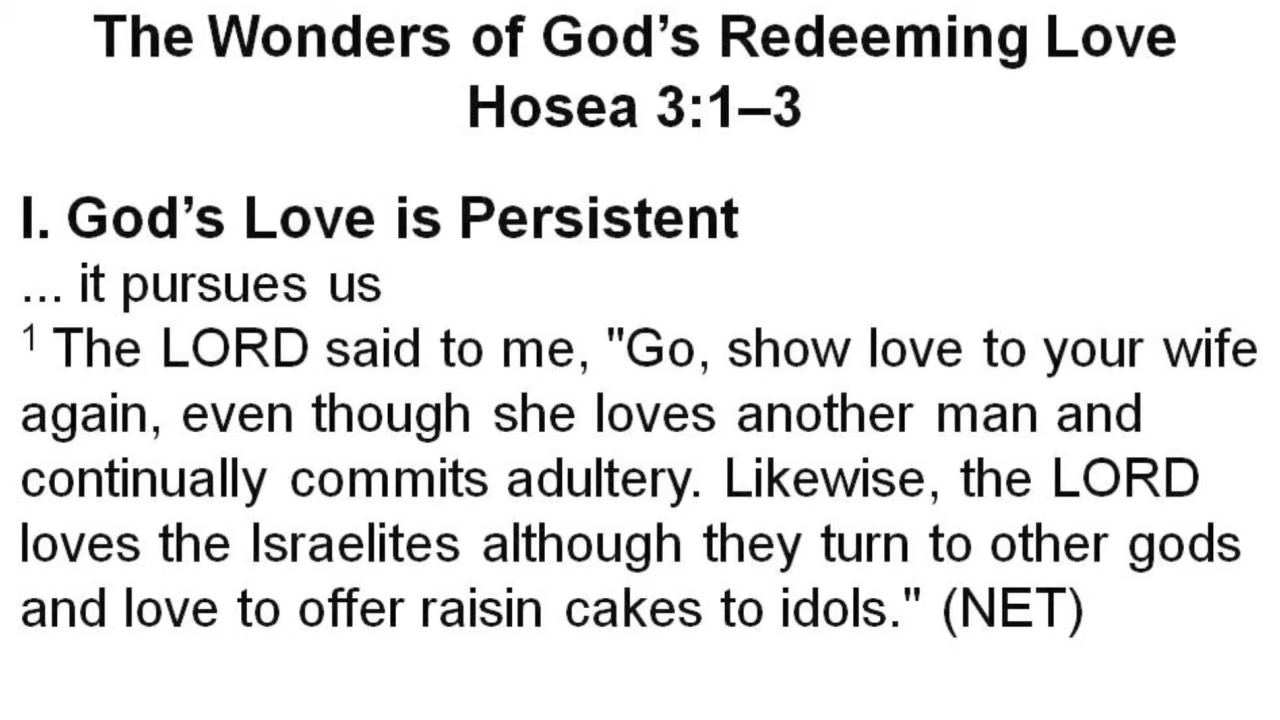 The Wonders of God’s Redeeming Love
Hosea 3:1–3
I. God’s Love is Persistent
... it pursues us
1 The LORD said to me, "Go, show love to your wife
again, even though she loves another man and
continually commits adultery. Likewise, the LORD
loves the Israelites although they turn to other gods
and love to offer raisin cakes to idols." (NET)